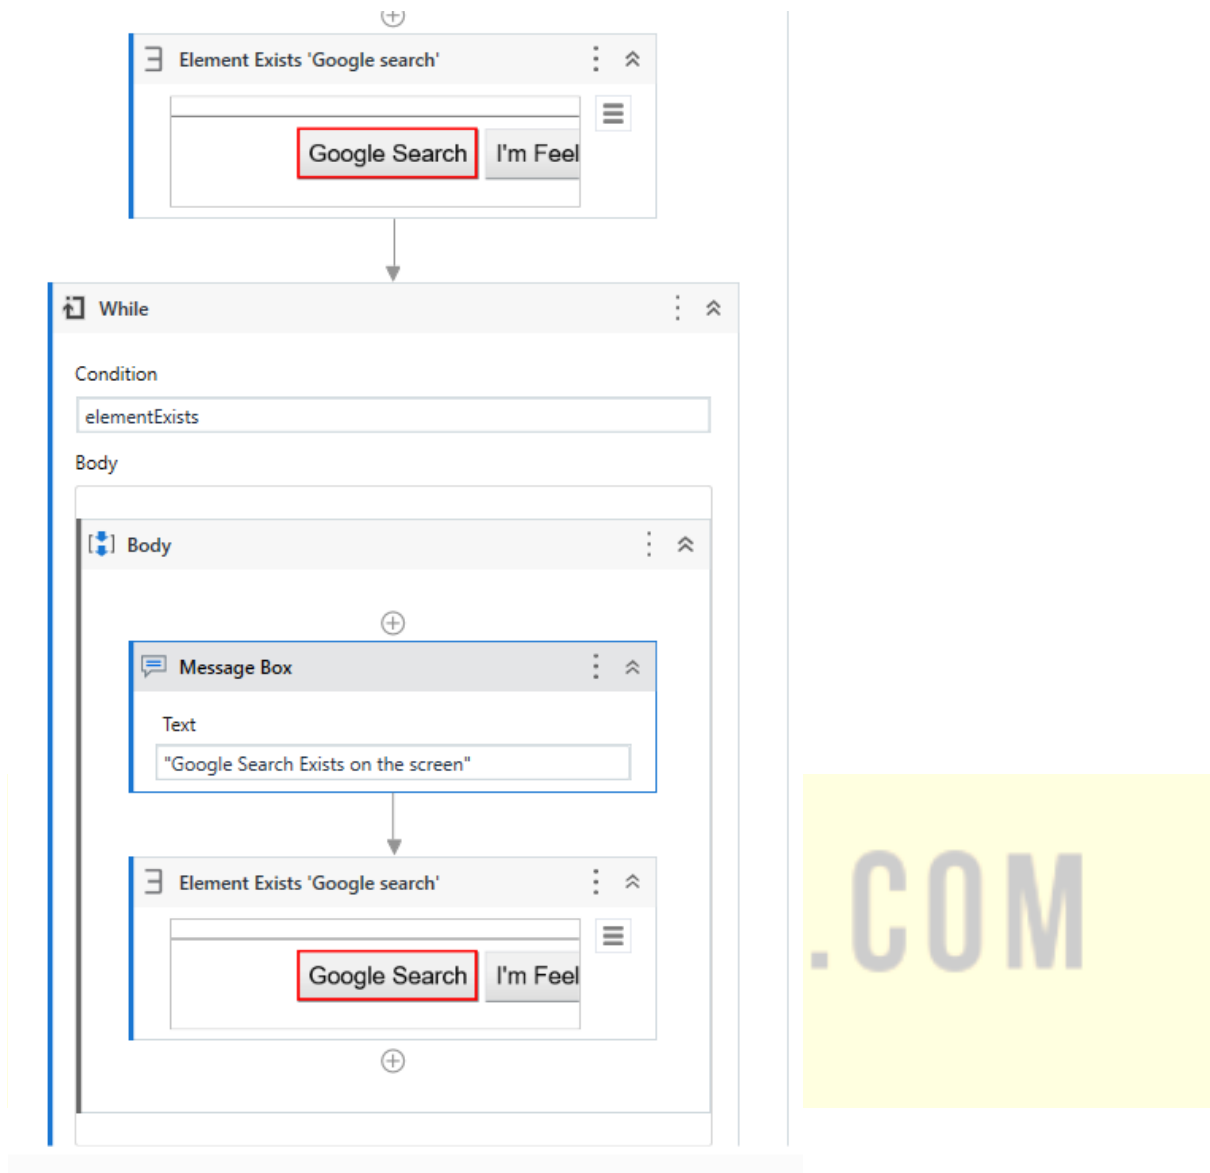 Element Exists 'Google search'
Google Search I'm Feel
While
Condition
elementExists
Body
Body
Message Box
Text
"Google Search Exists on the screen"
Element Exists 'Google search'
Google Search I'm Feel
.COM